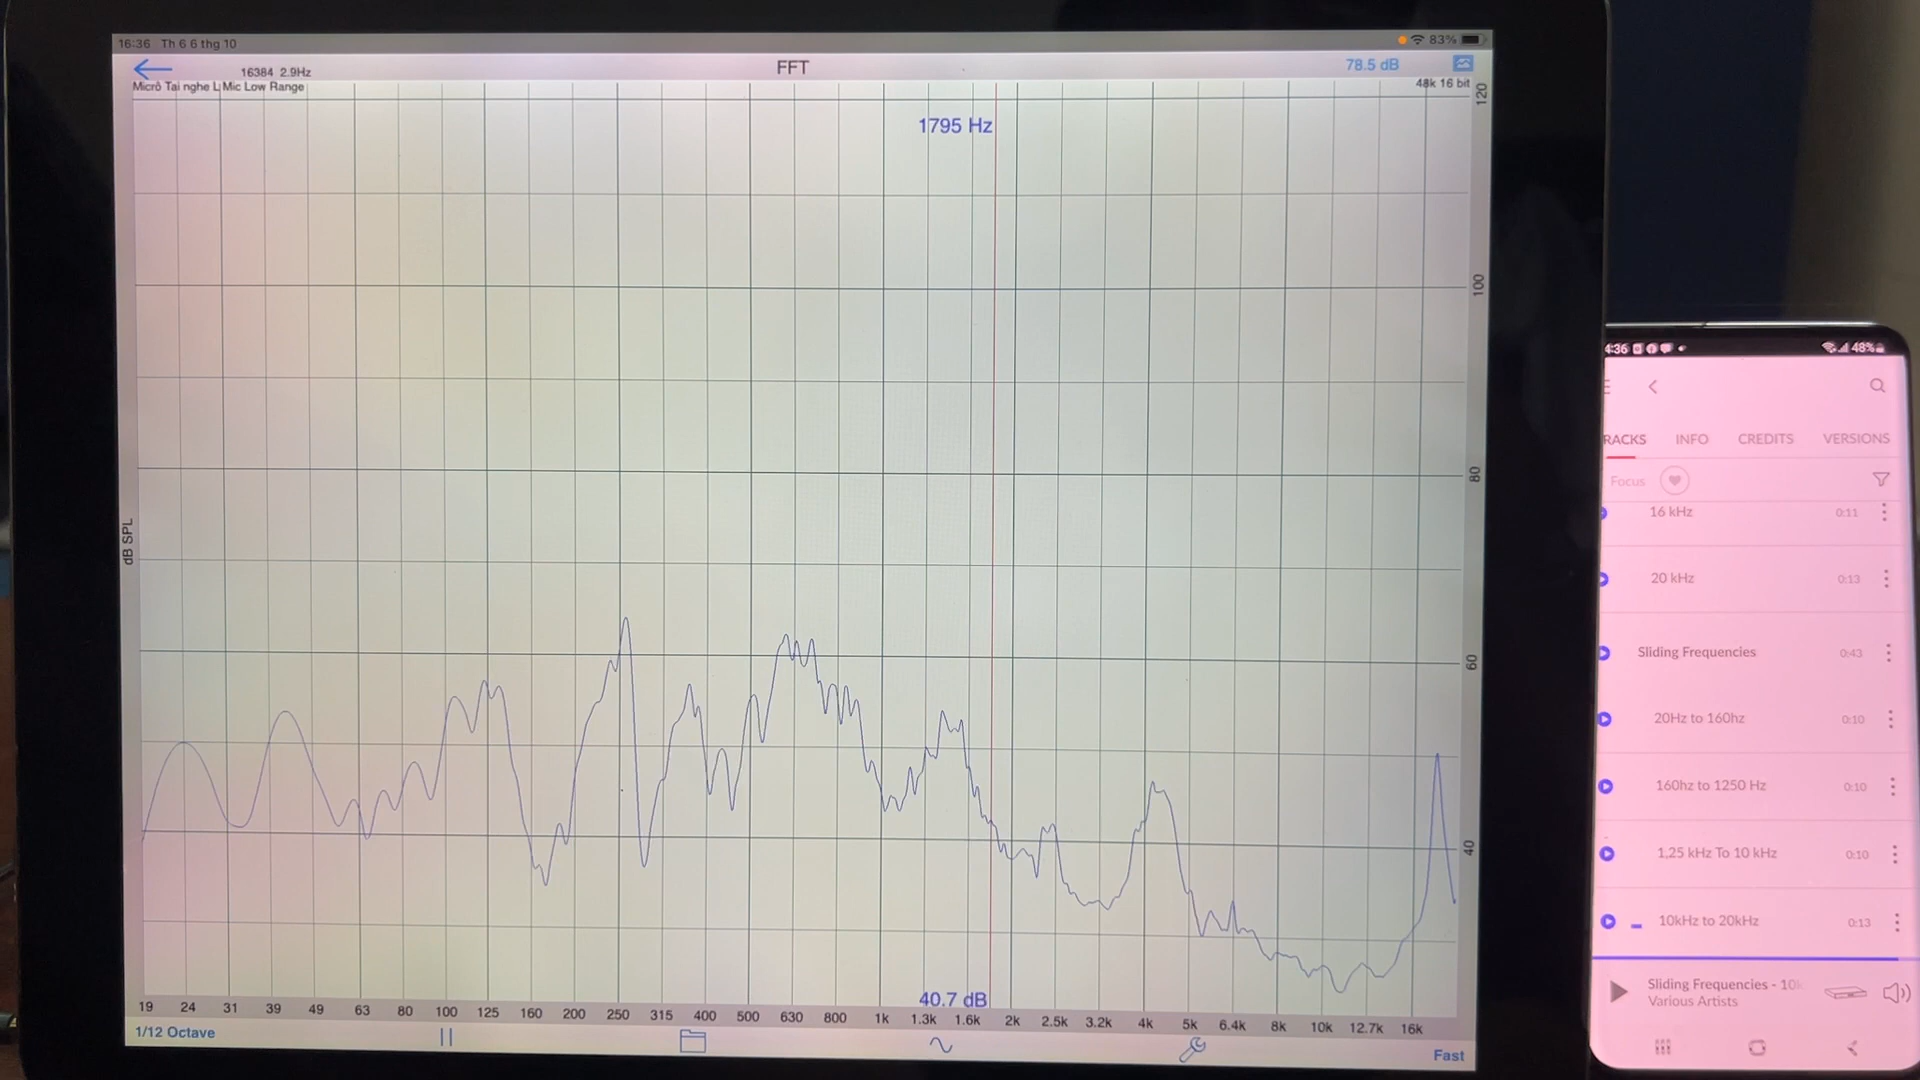 16:36 Th 6 6 thg 10
83%
16384 2.9Hz
FFT
78.5 dB
Micrô Tai nghe L Mic Low Range
48k 16 bit
1795 Hz
120
100
80
60
40
dB SPL
40.7 dB
19 24 31 39 49 63 80 100 125 160 200 250 315 400 500 630 800 1k 1.3k 1.6k 2k 2.5k 3.2k 4k 5k 6.4k 8k 10k 12.7k 16k
1/12 Octave
Fast
4:36
48%
RACKS INFO CREDITS VERSIONS
Focus
16 kHz 0:11
20 kHz 0:13
Sliding Frequencies 0:43
20Hz to 160hz 0:10
160hz to 1250 Hz 0:10
1,25 kHz To 10 kHz 0:10
10kHz to 20kHz 0:13
Sliding Frequencies - 10k
Various Artists